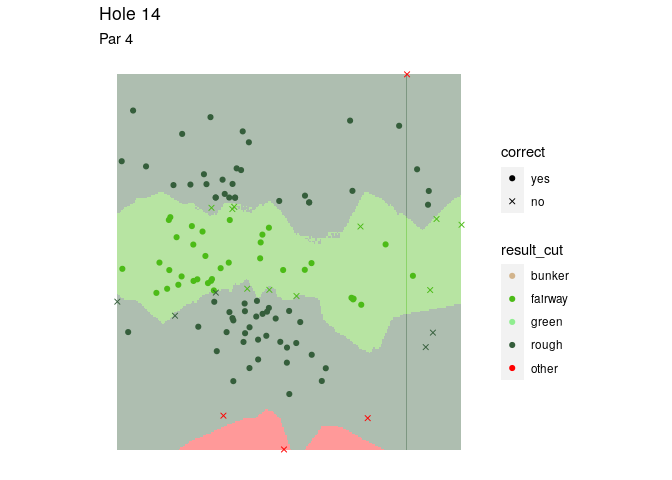 Hole 14
Par 4
correct
yes
no
result_cut
bunker
fairway
green
rough
other